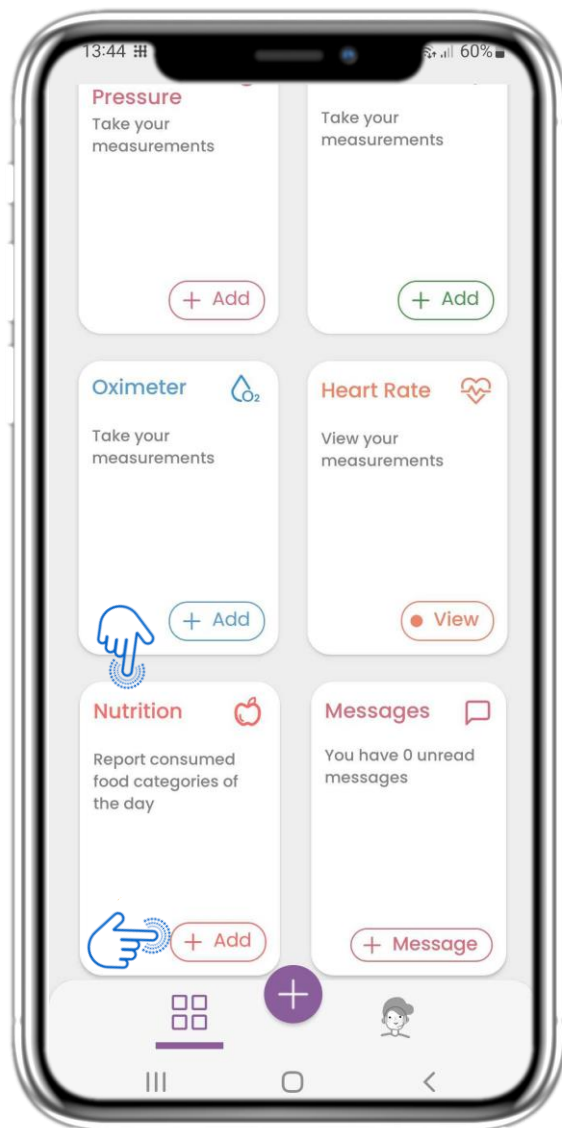 13:44 60%
Pressure
Take your
measurements
Take your
measurements
+ Add
+ Add
Oximeter
O2
Take your
measurements
Heart Rate
View your
measurements
+ Add
View
Nutrition
Report consumed
food categories of
the day
Messages
You have 0 unread
messages
+ Add
+ Message
+